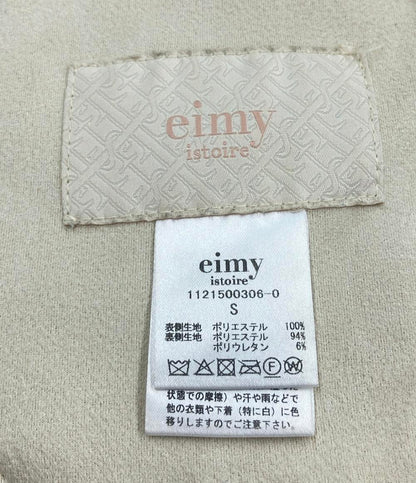 eimy
istoire
eimy
istoire
1121500306-0
S
表側生地 ポリエステル 100%
裏側生地 ポリエステル 94%
ポリウレタン 6%
状態での摩擦）や汗や雨などで
他の衣類や下着（特に白）に色
移りしますのでご注意下さい。